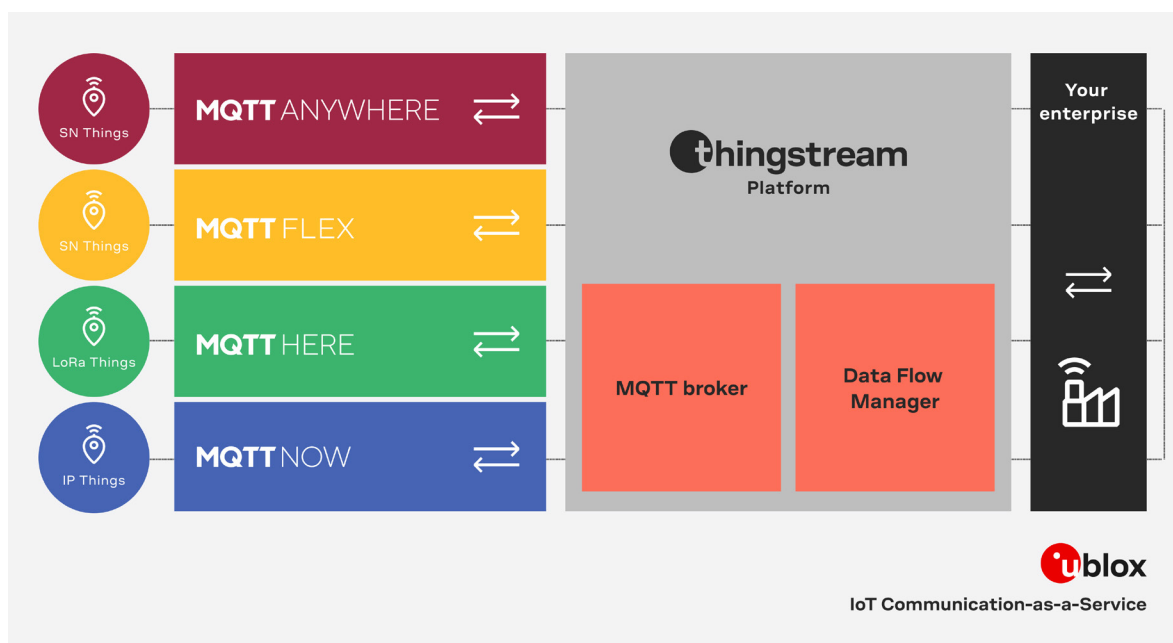 SN Things
MQTT ANYWHERE
SN Things
MQTT FLEX
LoRa Things
MQTT HERE
IP Things
MQTT NOW
thingstream
Platform
MQTT broker
Data Flow
Manager
Your
enterprise
ublox
IoT Communication-as-a-Service